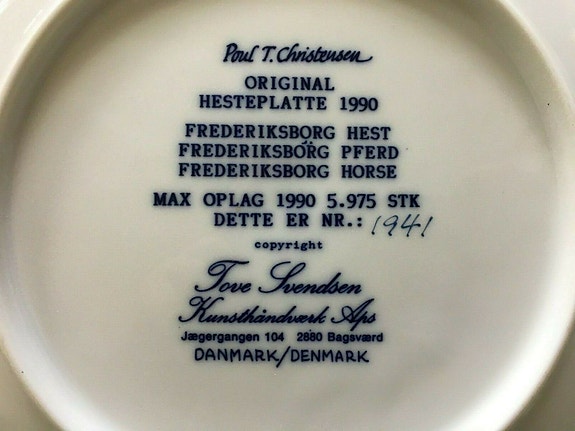 Poul T. Christensen
ORIGINAL
HESTEPLATTE 1990
FREDERIKSBORG HEST
FREDERIKSBORG PFERD
FREDERIKSBORG HORSE
MAX OPLAG 1990 5.975 STK
DETTE ER NR.: 1941
copyright
Tove Svendsen
Kunsthåndværk Aps
Jægergangen 104 2880 Bagsværd
DANMARK/DENMARK